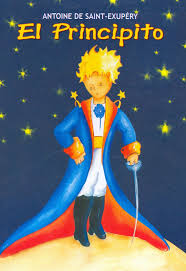 ANTOINE DE SAINT-EXUPÉRY
El Principito